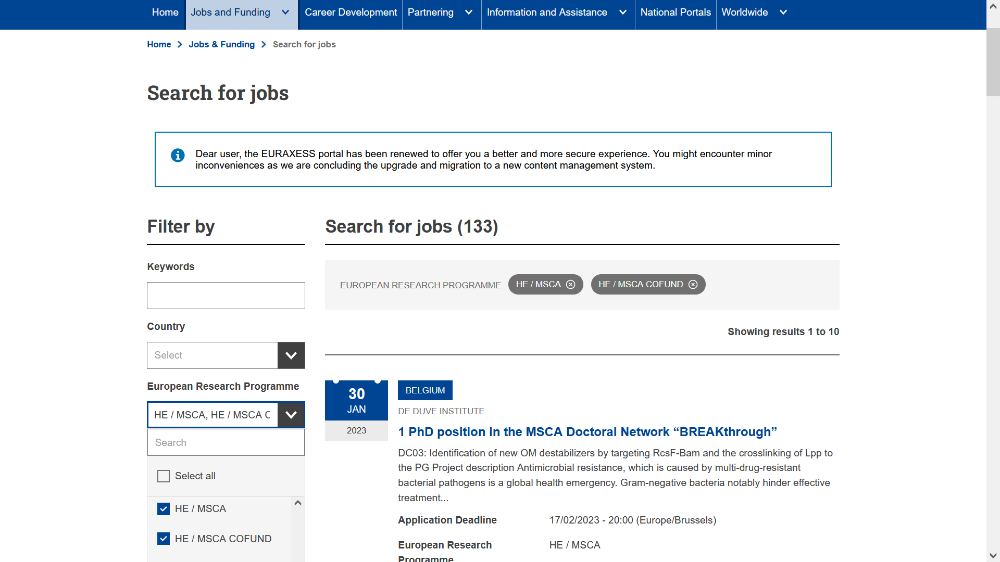 Home Jobs and Funding Career Development Partnering Information and Assistance National Portals Worldwide
Home Jobs & Funding Search for jobs
Search for jobs
Dear user, the EURAXESS portal has been renewed to offer you a better and more secure experience. You might encounter minor
inconveniences as we are concluding the upgrade and migration to a new content management system.
Filter by
Keywords
Country
Select
European Research Programme
HE / MSCA, HE / MSCA C
Search
Select all
HE / MSCA
HE / MSCA COFUND
Search for jobs (133)
EUROPEAN RESEARCH PROGRAMME HE / MSCA HE / MSCA COFUND
Showing results 1 to 10
30
JAN
2023
BELGIUM
DE DUVE INSTITUTE
1 PhD position in the MSCA Doctoral Network “BREAKthrough”
DC03: Identification of new OM destabilizers by targeting RcsF-Bam and the crosslinking of Lpp to
the PG Project description Antimicrobial resistance, which is caused by multi-drug-resistant
bacterial pathogens is a global health emergency. Gram-negative bacteria notably hinder effective
treatment...
Application Deadline 17/02/2023 - 20:00 (Europe/Brussels)
European Research HE / MSCA
Programme